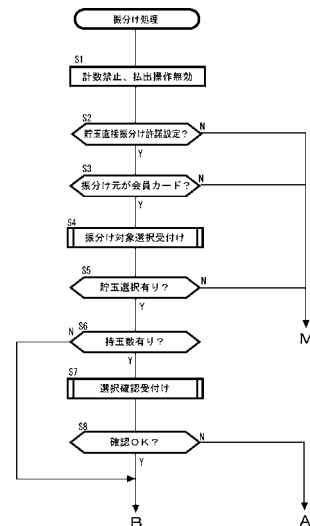 振分け処理
S1
計数禁止、払出操作無効
S2
貯玉直接振分け許諾設定?
N
Y
S3
振分け元が会員カード?
N
Y
S4
振分け対象選択受付け
S5
貯玉選択有り?
N
Y
M
N
S6
持玉数有り?
Y
S7
選択確認受付け
S8
確認OK?
N
Y
B
A